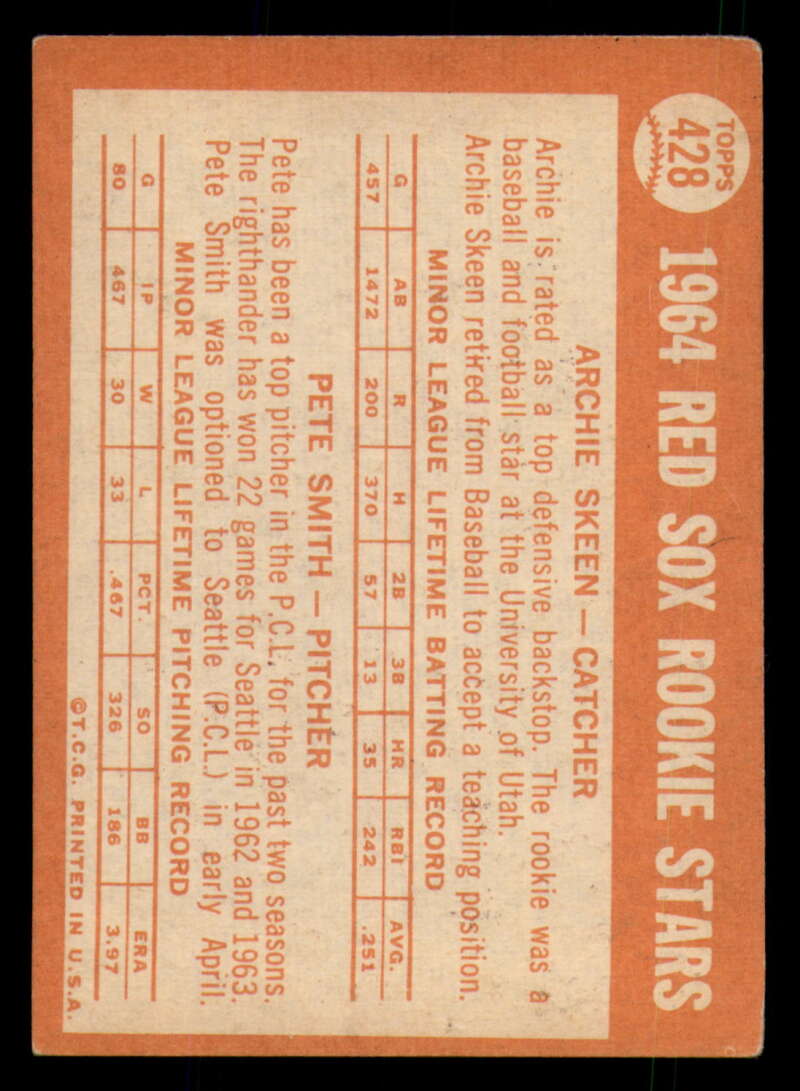 TOPPS
428
1964 RED SOX ROOKIE STARS
ARCHIE SKEEN — CATCHER
Archie is rated as a top defensive backstop. The rookie was a
baseball and football star at the University of Utah.
Archie Skeen retired from Baseball to accept a teaching position.
MINOR LEAGUE LIFETIME BATTING RECORD
G AB R H 2B 3B HR RBI AVG.
457 1472 200 370 57 13 35 242 .251
PETE SMITH — PITCHER
Pete has been a top pitcher in the P.C.L. for the past two seasons.
The righthander has won 22 games for Seattle in 1962 and 1963.
Pete Smith was optioned to Seattle (P.C.L.) in early April.
MINOR LEAGUE LIFETIME PITCHING RECORD
G IP W L PCT. SO BB ERA
80 467 30 33 .467 326 186 3.97
©T.C.G. PRINTED IN U.S.A.